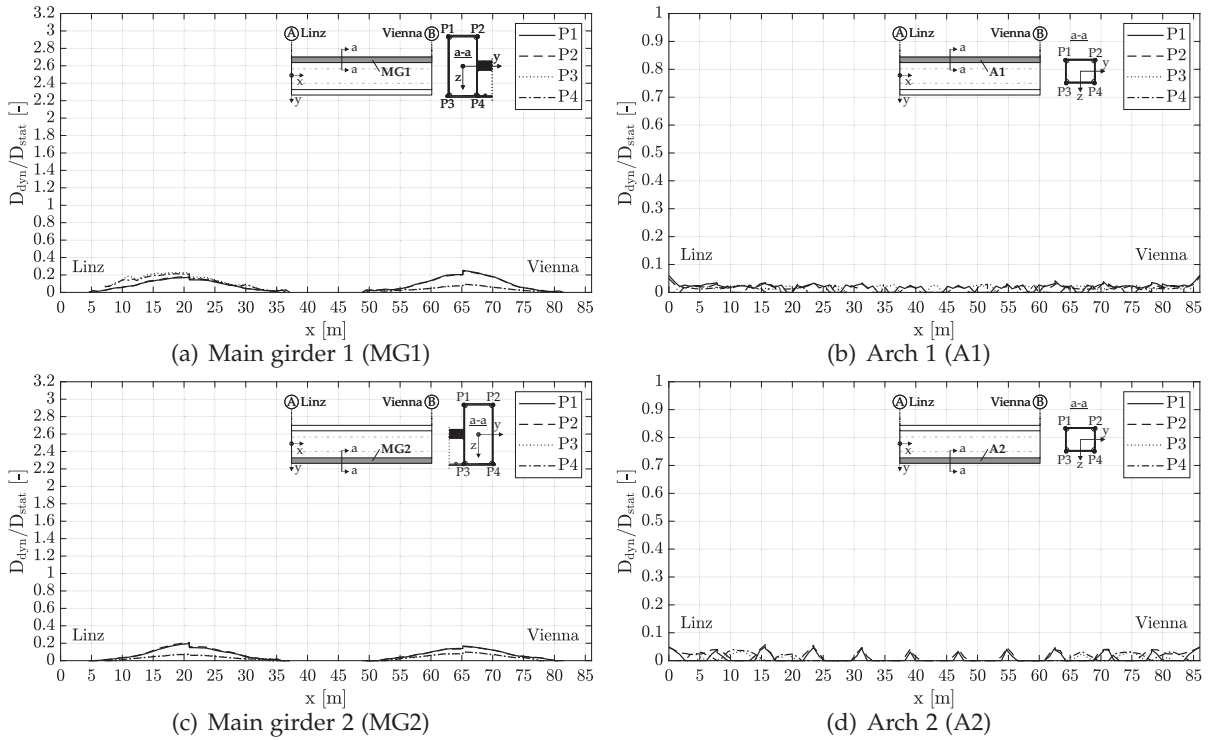 D_dyn/D_stat [-]
3.2
3
2.8
2.6
2.4
2.2
2
1.8
1.6
1.4
1.2
1
0.8
0.6
0.4
0.2
0
A Linz Vienna B
a
a
MG1
x
y
P1 P2
a-a
y
z
P3 P4
P1
P2
P3
P4
Linz Vienna
0 5 10 15 20 25 30 35 40 45 50 55 60 65 70 75 80 85
x [m]
(a) Main girder 1 (MG1)
D_dyn/D_stat [-]
1
0.9
0.8
0.7
0.6
0.5
0.4
0.3
0.2
0.1
0
A Linz Vienna B
a
a
A1
x
y
a-a
P1 P2
y
z
P3 P4
P1
P2
P3
P4
Linz Vienna
0 5 10 15 20 25 30 35 40 45 50 55 60 65 70 75 80 85
x [m]
(b) Arch 1 (A1)
D_dyn/D_stat [-]
3.2
3
2.8
2.6
2.4
2.2
2
1.8
1.6
1.4
1.2
1
0.8
0.6
0.4
0.2
0
A Linz Vienna B
x
y
a
a
MG2
P1 P2
a-a
y
z
P3 P4
P1
P2
P3
P4
Linz Vienna
0 5 10 15 20 25 30 35 40 45 50 55 60 65 70 75 80 85
x [m]
(c) Main girder 2 (MG2)
D_dyn/D_stat [-]
1
0.9
0.8
0.7
0.6
0.5
0.4
0.3
0.2
0.1
0
A Linz Vienna B
x
y
a
a
A2
a-a
P1 P2
y
z
P3 P4
P1
P2
P3
P4
Linz Vienna
0 5 10 15 20 25 30 35 40 45 50 55 60 65 70 75 80 85
x [m]
(d) Arch 2 (A2)